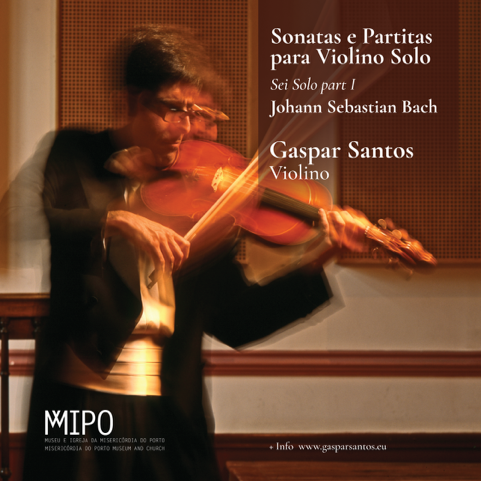 Sonatas e Partitas
para Violino Solo
Sei Solo part I
Johann Sebastian Bach
Gaspar Santos
Violino
MIPO
MUSEU E IGREJA DA MISERICÓRDIA DO PORTO
MISERICÓRDIA DO PORTO MUSEUM AND CHURCH
+ Info www.gasparsantos.eu